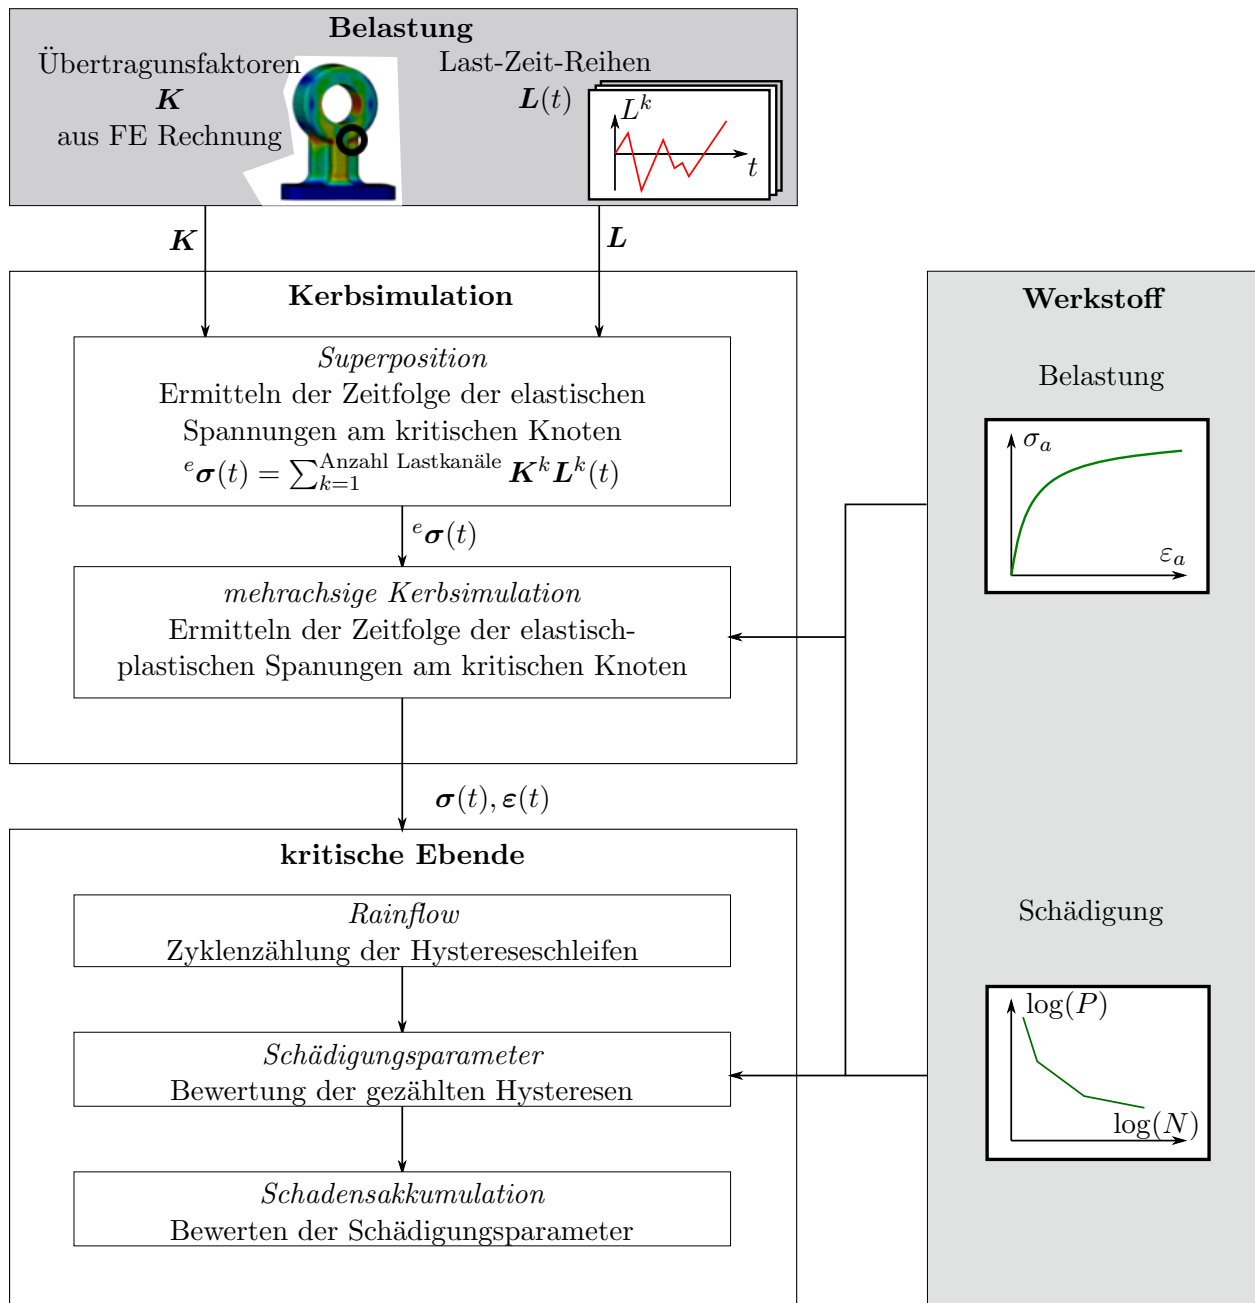 Belastung
Übertragunsfaktoren
K
aus FE Rechnung
Last-Zeit-Reihen
L(t)
L^k
t
K
L
Kerbsimulation
Superposition
Ermitteln der Zeitfolge der elastischen
Spannungen am kritischen Knoten
^eσ(t) = ∑_{k=1}^{Anzahl Lastkanäle} K^k L^k(t)
^eσ(t)
mehrachsige Kerbsimulation
Ermitteln der Zeitfolge der elastisch-
plastischen Spanungen am kritischen Knoten
σ(t), ε(t)
kritische Ebende
Rainflow
Zyklenzählung der Hystereseschleifen
Schädigungsparameter
Bewertung der gezählten Hysteresen
Schadensakkumulation
Bewerten der Schädigungsparameter
Werkstoff
Belastung
σ_a
ε_a
Schädigung
log(P)
log(N)